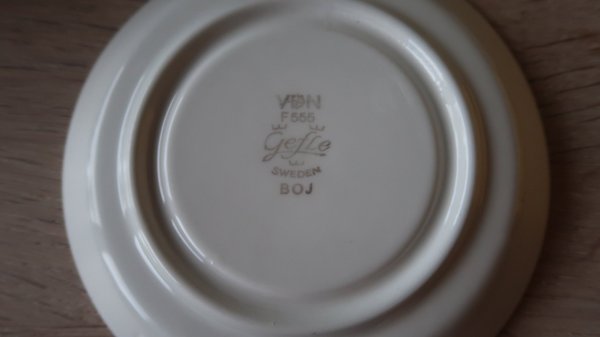 VDN
F 555
Gefle
SWEDEN
BOJ